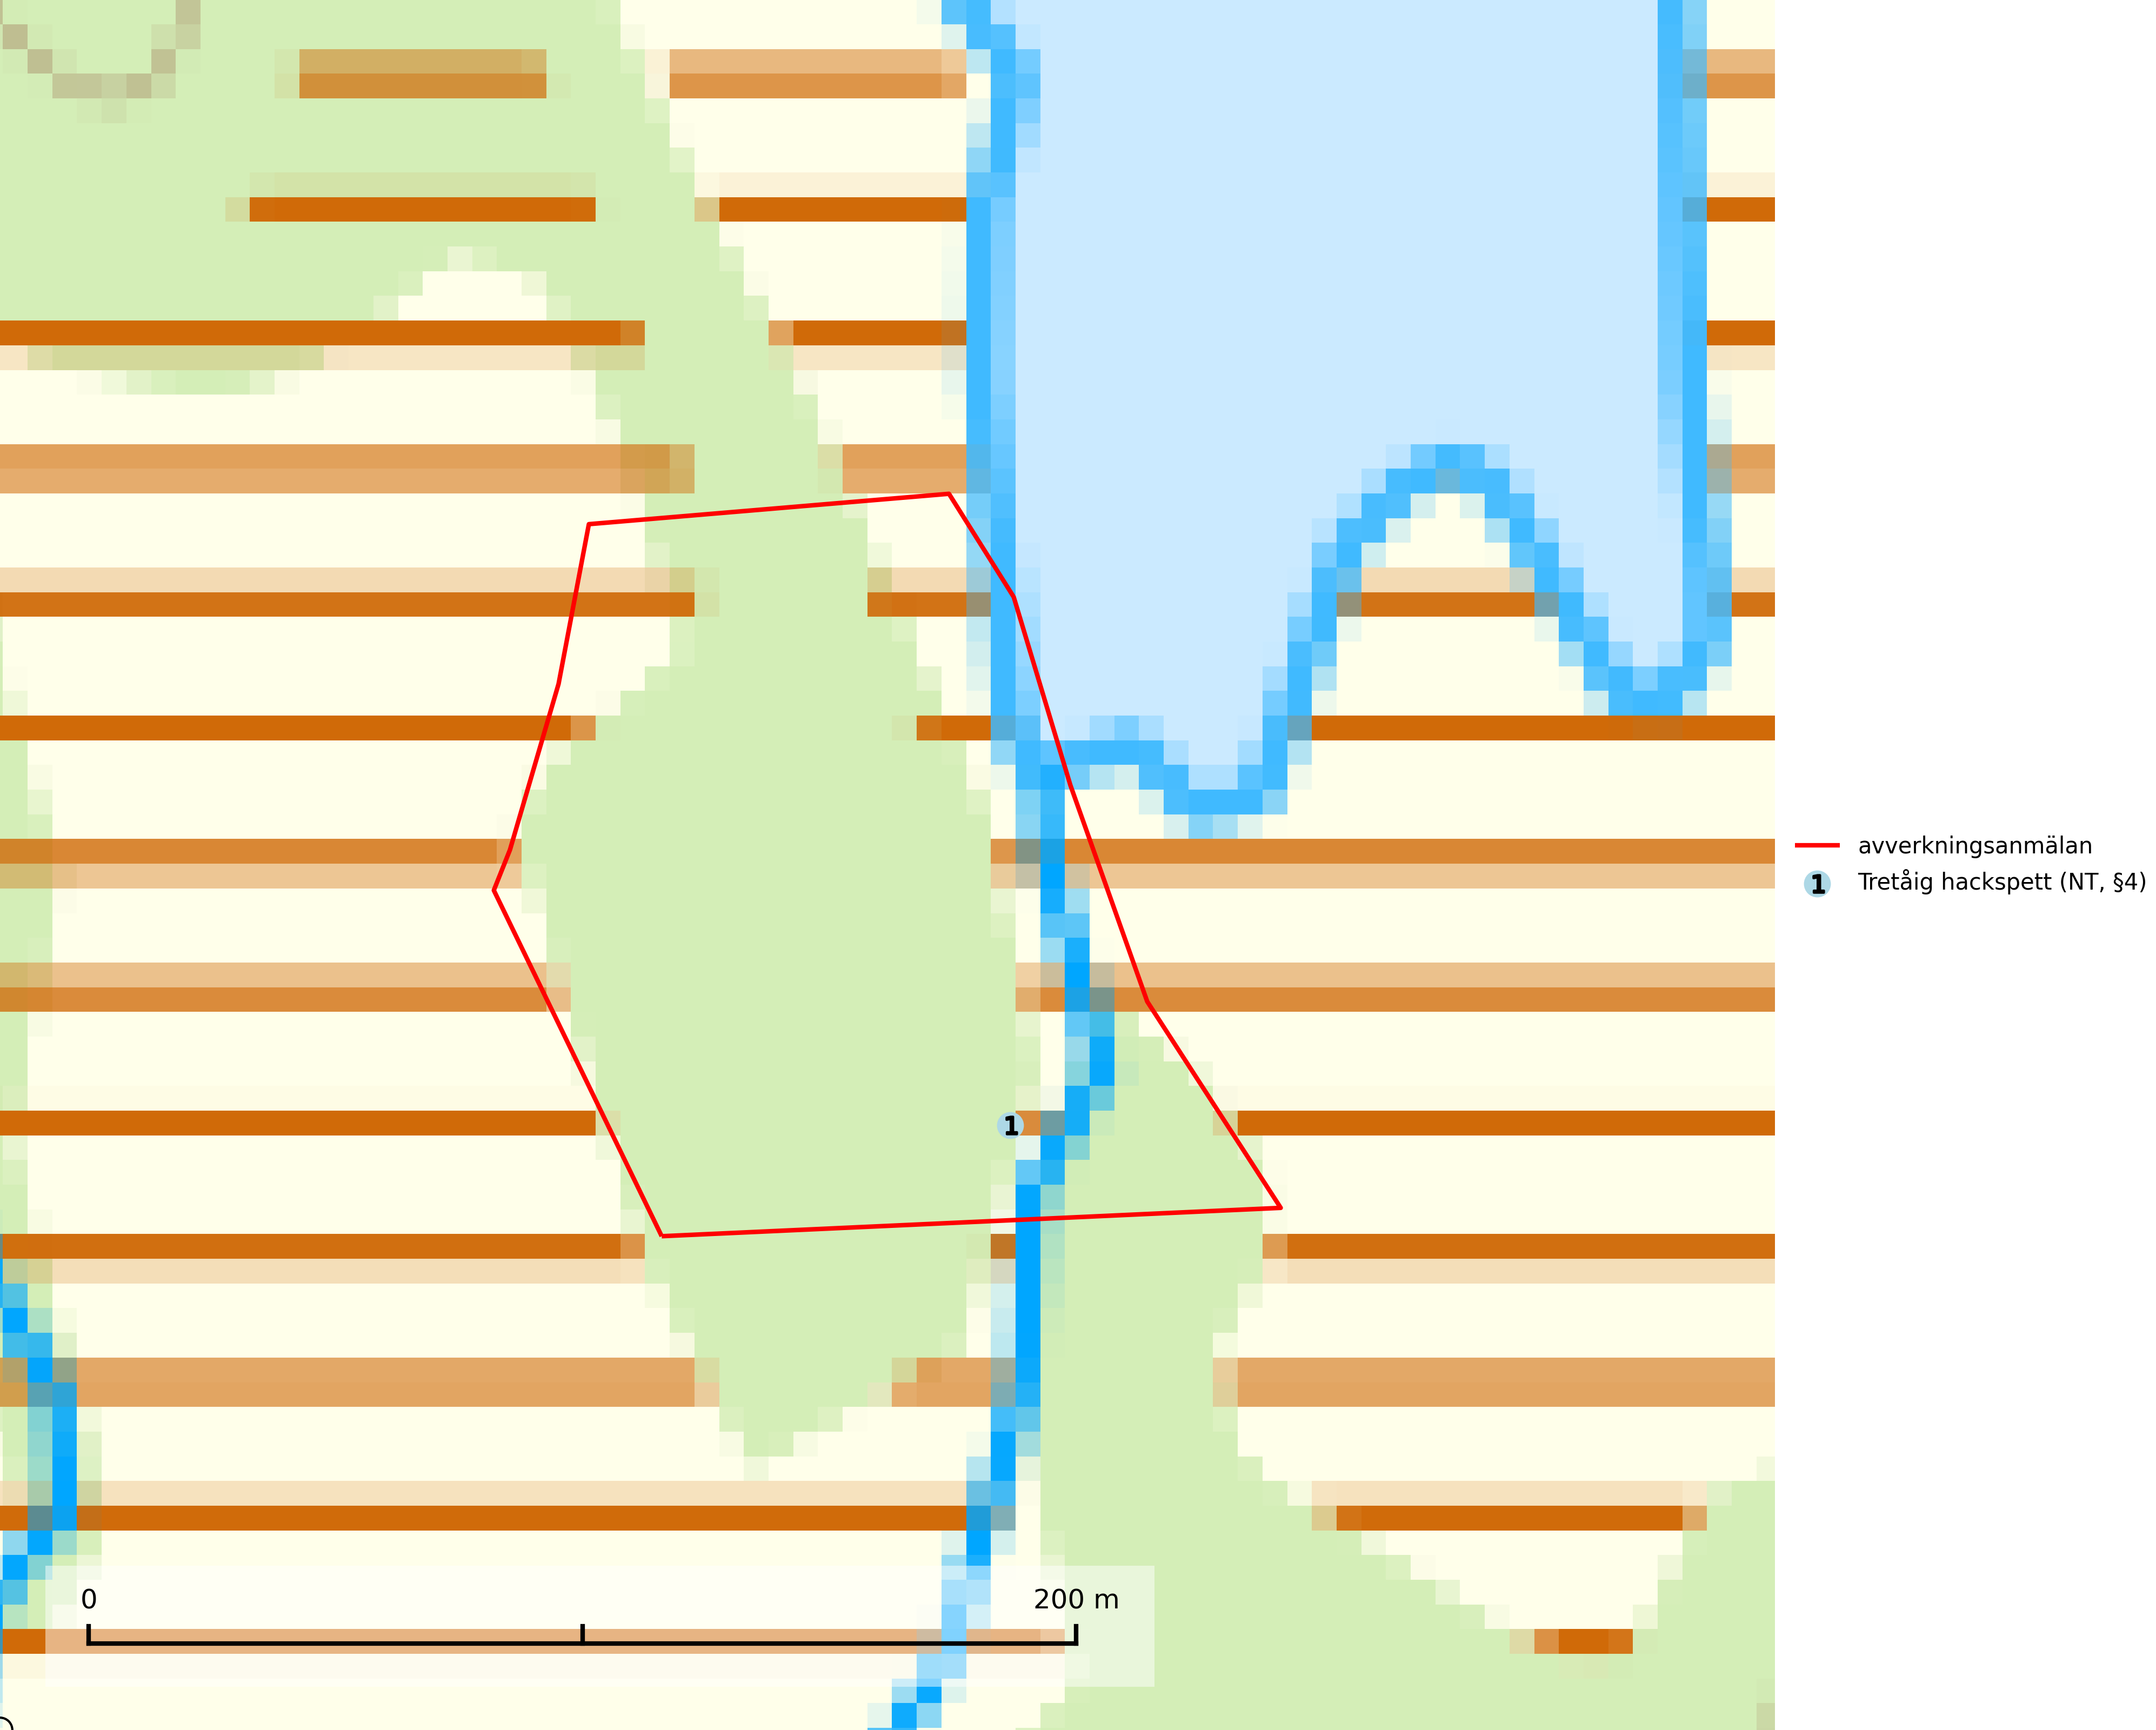 avverkningsanmälan
1 Tretåig hackspett (NT, §4)
1
0 200 m